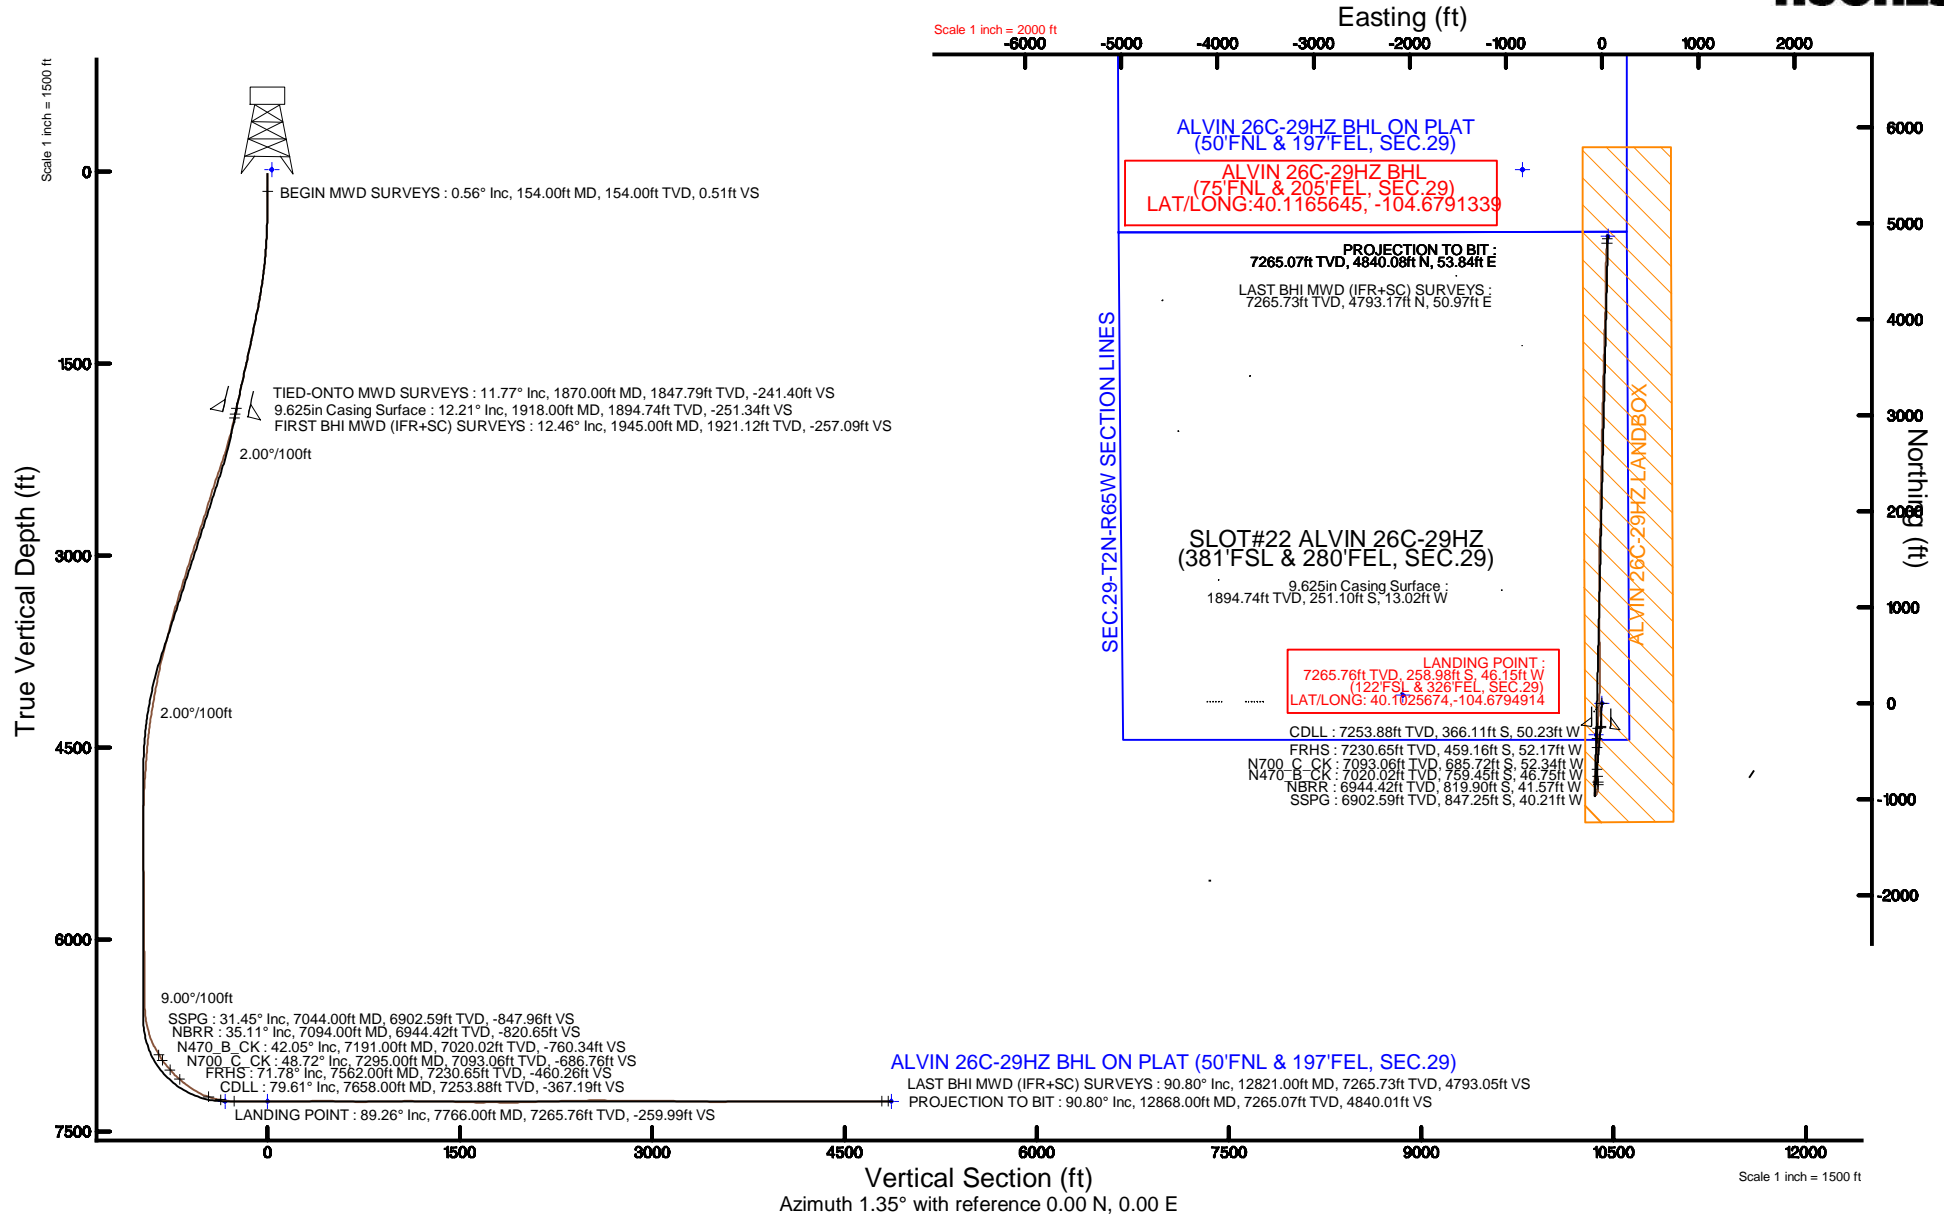 HUGHES
Scale 1 inch = 2000 ft
Easting (ft)
-6000 -5000 -4000 -3000 -2000 -1000 0 1000 2000
Scale 1 inch = 1500 ft
ALVIN 26C-29HZ BHL ON PLAT
(50'FNL & 197'FEL, SEC.29)
ALVIN 26C-29HZ BHL
(75'FNL & 205'FEL, SEC.29)
LAT/LONG:40.1165645, -104.6791339
PROJECTION TO BIT :
7265.07ft TVD, 4840.08ft N, 53.84ft E
LAST BHI MWD (IFR+SC) SURVEYS :
7265.73ft TVD, 4793.17ft N, 50.97ft E
SEC.29-T2N-R65W SECTION LINES
ALVIN 26C-29HZ LANDBOX
SLOT#22 ALVIN 26C-29HZ
(381'FSL & 280'FEL, SEC.29)
9.625in Casing Surface :
1894.74ft TVD, 251.10ft S, 13.02ft W
LANDING POINT :
7265.76ft TVD, 258.98ft S, 46.15ft W
(122'FSL & 326'FEL, SEC.29)
LAT/LONG: 40.1025674,-104.6794914
CDLL : 7253.88ft TVD, 366.11ft S, 50.23ft W
FRHS : 7230.65ft TVD, 459.16ft S, 52.17ft W
N700_C_CK : 7093.06ft TVD, 685.72ft S, 52.34ft W
N470_B_CK : 7020.02ft TVD, 759.45ft S, 46.75ft W
NBRR : 6944.42ft TVD, 819.90ft S, 41.57ft W
SSPG : 6902.59ft TVD, 847.25ft S, 40.21ft W
6000
5000
4000
3000
2000
1000
0
-1000
-2000
Northing (ft)
BEGIN MWD SURVEYS : 0.56° Inc, 154.00ft MD, 154.00ft TVD, 0.51ft VS
TIED-ONTO MWD SURVEYS : 11.77° Inc, 1870.00ft MD, 1847.79ft TVD, -241.40ft VS
9.625in Casing Surface : 12.21° Inc, 1918.00ft MD, 1894.74ft TVD, -251.34ft VS
FIRST BHI MWD (IFR+SC) SURVEYS : 12.46° Inc, 1945.00ft MD, 1921.12ft TVD, -257.09ft VS
2.00°/100ft
2.00°/100ft
9.00°/100ft
SSPG : 31.45° Inc, 7044.00ft MD, 6902.59ft TVD, -847.96ft VS
NBRR : 35.11° Inc, 7094.00ft MD, 6944.42ft TVD, -820.65ft VS
N470_B_CK : 42.05° Inc, 7191.00ft MD, 7020.02ft TVD, -760.34ft VS
N700_C_CK : 48.72° Inc, 7295.00ft MD, 7093.06ft TVD, -686.76ft VS
FRHS : 71.78° Inc, 7562.00ft MD, 7230.65ft TVD, -460.26ft VS
CDLL : 79.61° Inc, 7658.00ft MD, 7253.88ft TVD, -367.19ft VS
LANDING POINT : 89.26° Inc, 7766.00ft MD, 7265.76ft TVD, -259.99ft VS
ALVIN 26C-29HZ BHL ON PLAT (50'FNL & 197'FEL, SEC.29)
LAST BHI MWD (IFR+SC) SURVEYS : 90.80° Inc, 12821.00ft MD, 7265.73ft TVD, 4793.05ft VS
PROJECTION TO BIT : 90.80° Inc, 12868.00ft MD, 7265.07ft TVD, 4840.01ft VS
True Vertical Depth (ft)
0
1500
3000
4500
6000
7500
0 1500 3000 4500 6000 7500 9000 10500 12000
Vertical Section (ft)
Azimuth 1.35° with reference 0.00 N, 0.00 E
Scale 1 inch = 1500 ft